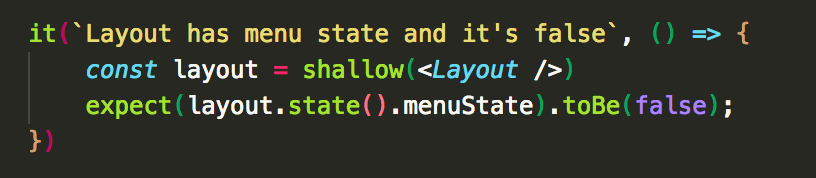 it(`Layout has menu state and it's false`, () => {
    const layout = shallow(<Layout />)
    expect(layout.state().menuState).toBe(false);
})